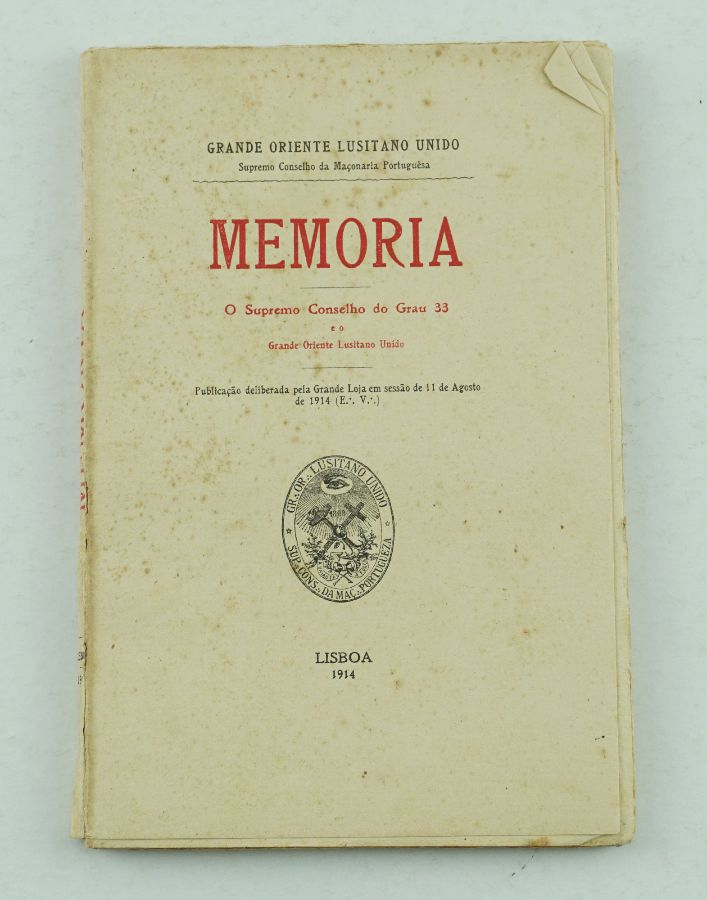 GRANDE ORIENTE LUSITANO UNIDO
Supremo Conselho da Maçonaria Portuguêsa
MEMORIA
O Supremo Conselho do Grau 33
e o
Grande Oriente Lusitano Unido
Publicação deliberada pela Grande Loja em sessão de 11 de Agosto
de 1914 (E.·. V.·.)
GR.·. OR.·. LUSITANO UNIDO
SUP.·. CONS.·. DA MAÇ.·. PORTUGUEZA
LISBOA
1914